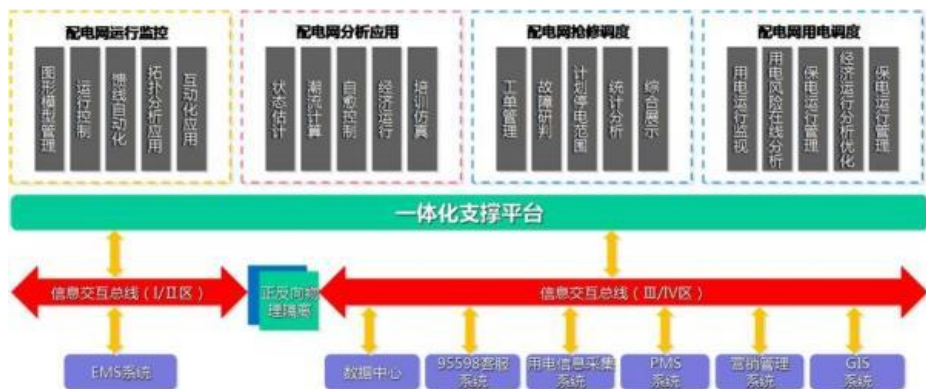 配电网运行监控
图形模型管理
运行控制
馈线自动化
拓扑分析应用
互动化应用
配电网分析应用
状态估计
潮流计算
自愈控制
经济运行
培训仿真
配电网抢修调度
工单管理
故障研判
计划停电范围
统计分析
综合展示
配电网用电调度
用电运行监视
用电风险在线分析
保电运行管理
经济运行分析优化
保电运行管理
一体化支撑平台
信息交互总线（I/II区）
正反向物
理隔离
信息交互总线（III/IV区）
EMS系统
数据中心
95598客服
系统
用电信息采集
系统
PMS
系统
营销管理
系统
GIS
系统